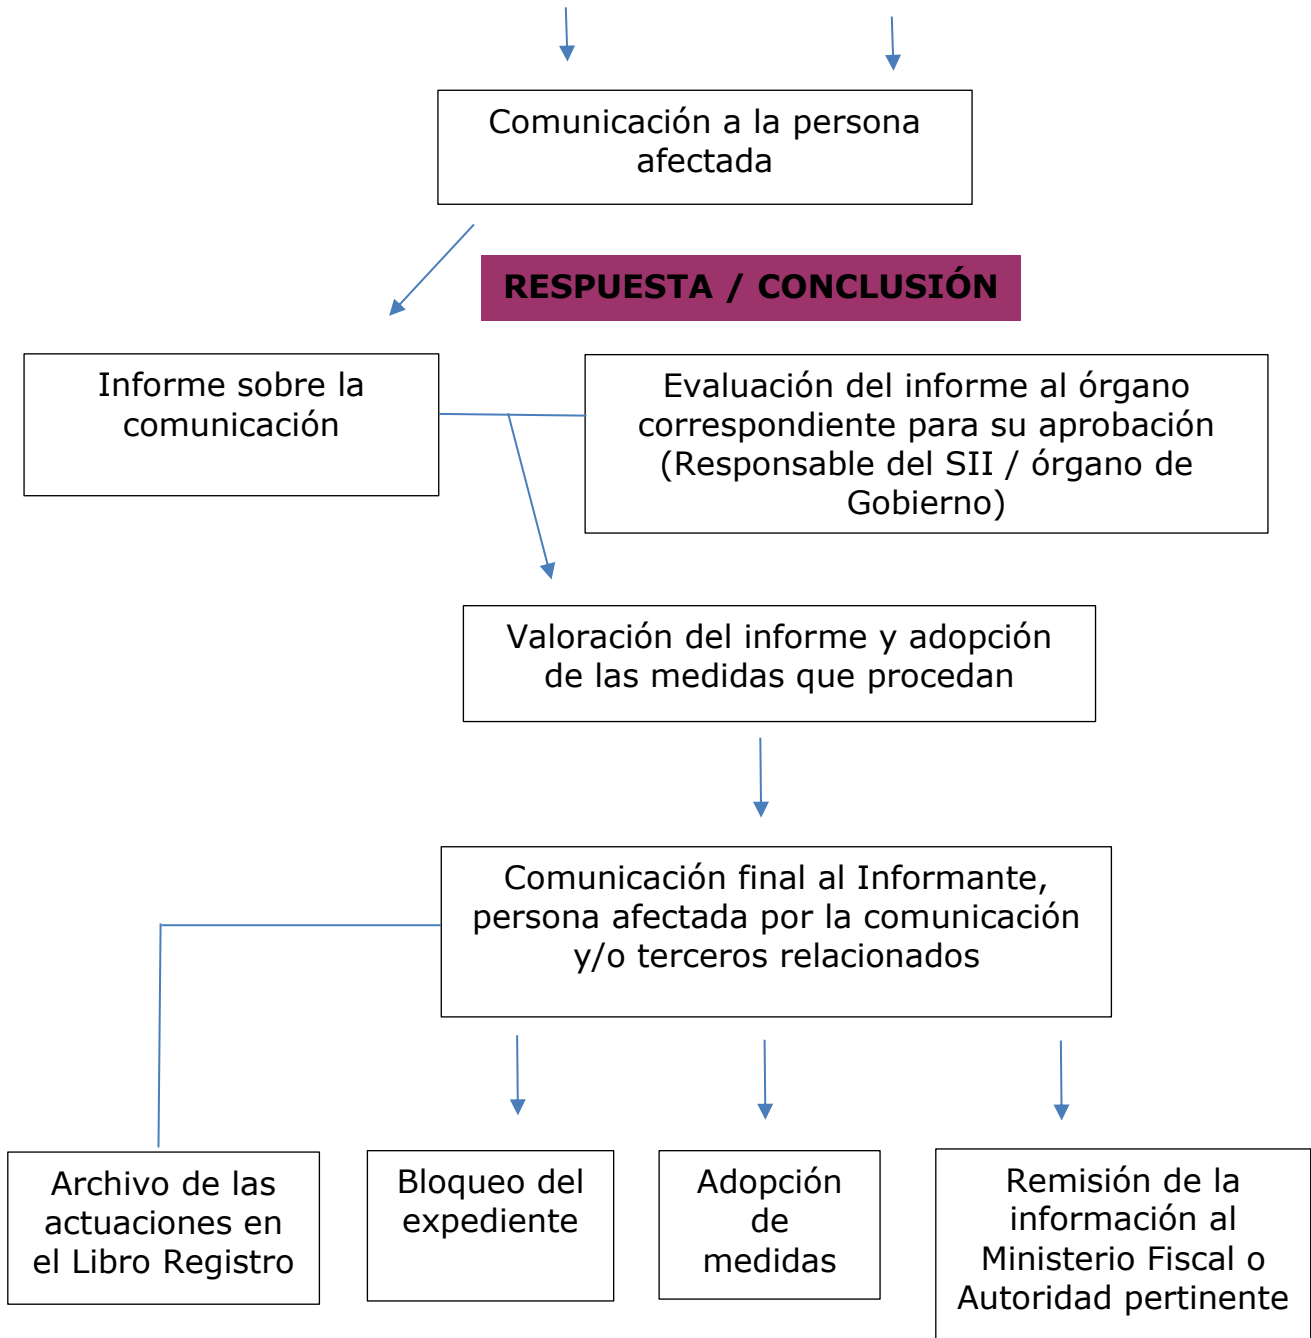 Comunicación a la persona
afectada
RESPUESTA / CONCLUSIÓN
Informe sobre la
comunicación
Evaluación del informe al órgano
correspondiente para su aprobación
(Responsable del SII / órgano de
Gobierno)
Valoración del informe y adopción
de las medidas que procedan
Comunicación final al Informante,
persona afectada por la comunicación
y/o terceros relacionados
Archivo de las
actuaciones en
el Libro Registro
Bloqueo del
expediente
Adopción
de
medidas
Remisión de la
información al
Ministerio Fiscal o
Autoridad pertinente